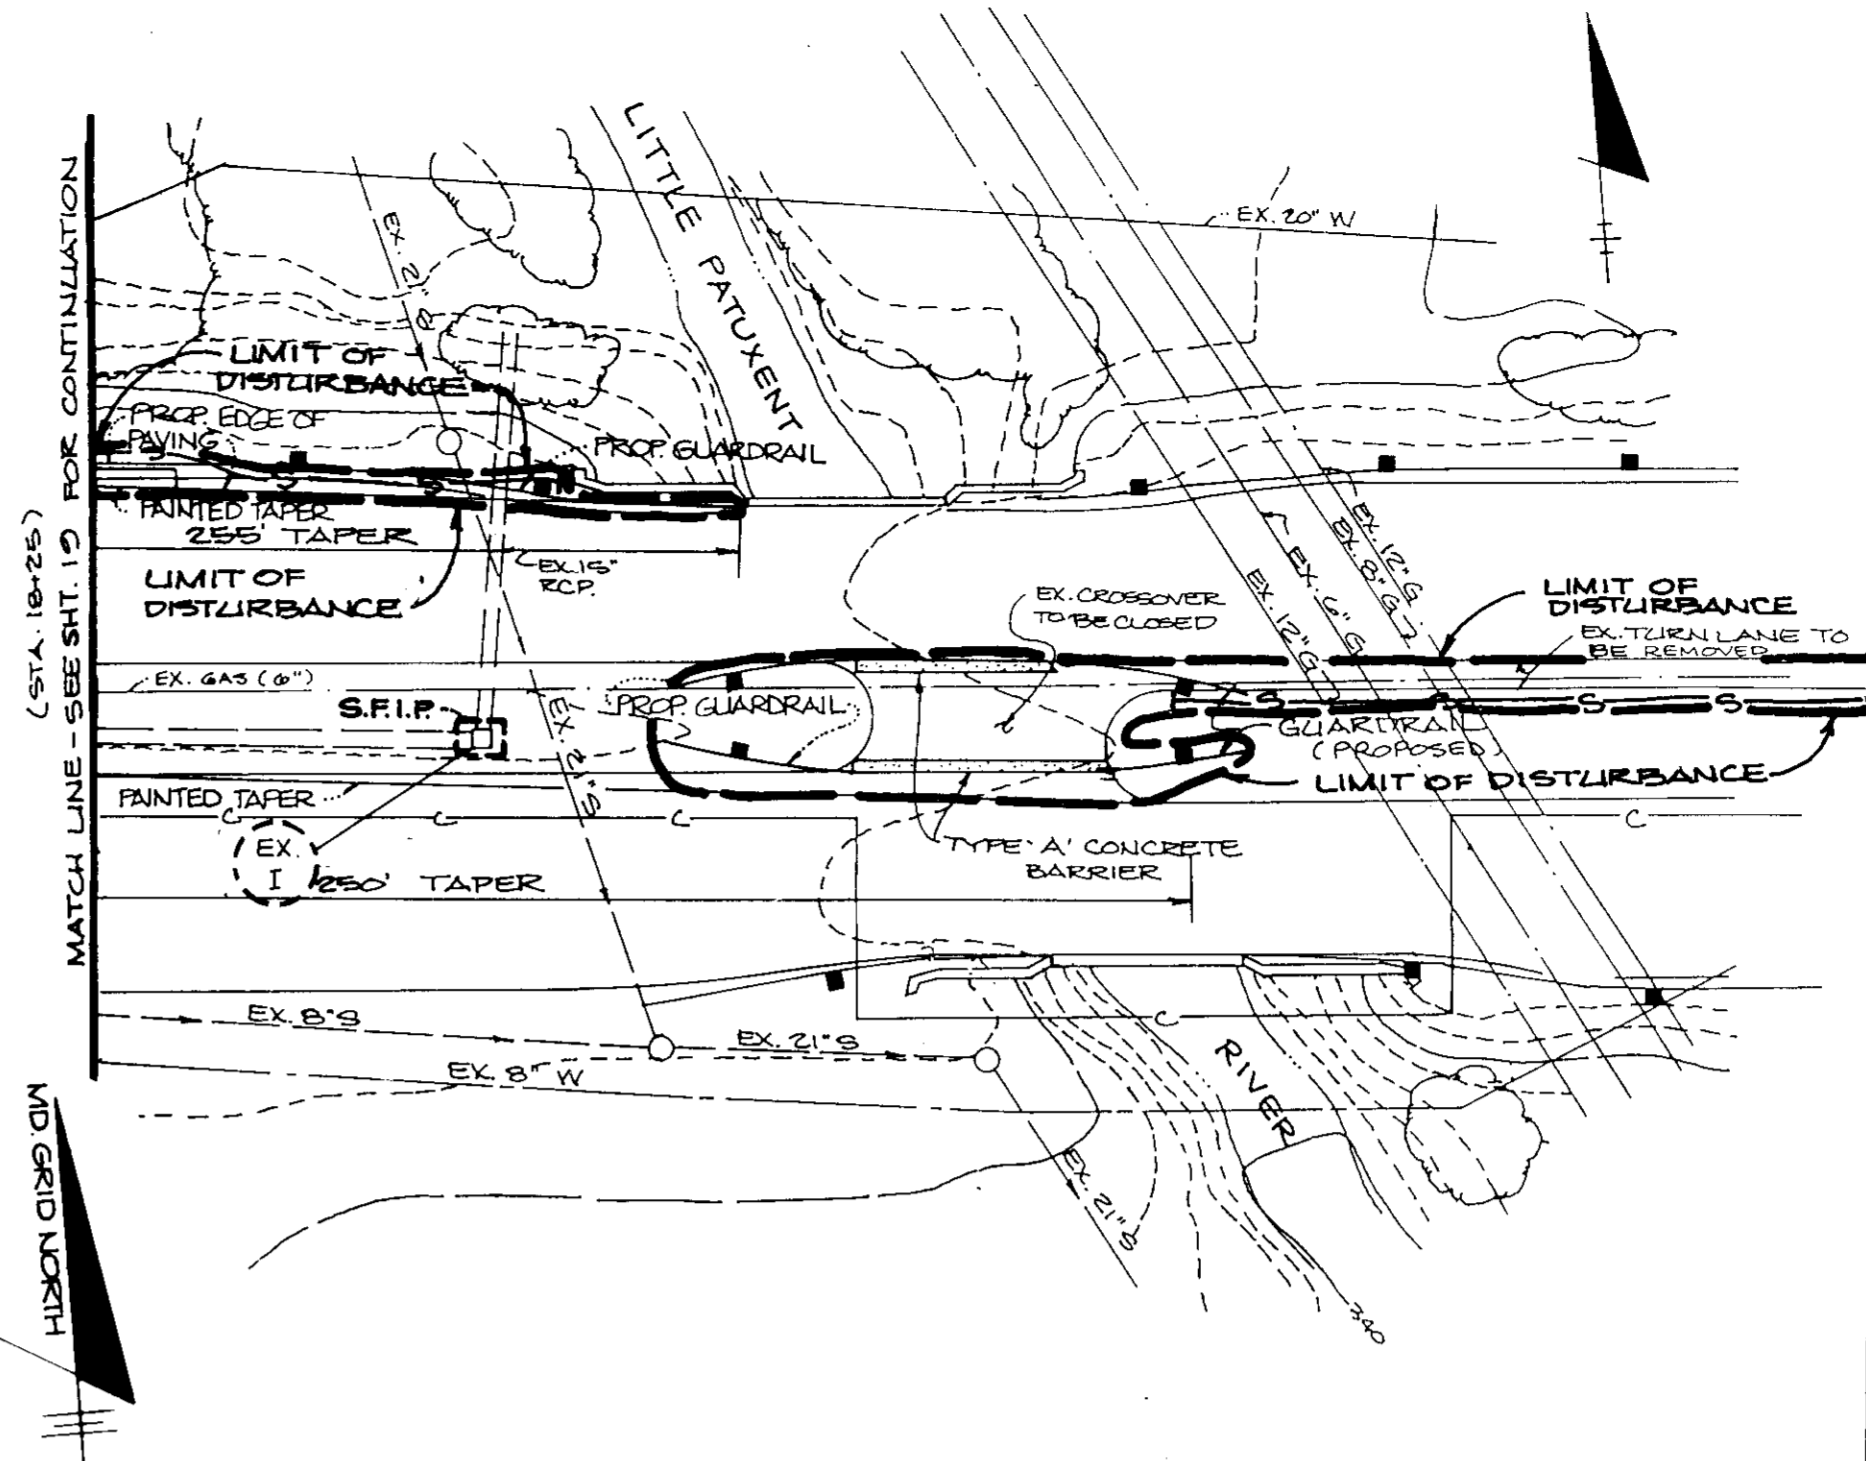 LITTLE PATUXENT
EX. 20" W
EX. 21" S
MATCH LINE - SEE SHT. 19 FOR CONTINUATION
(STA. 18+25)
LIMIT OF
DISTURBANCE
PROP. EDGE OF
PAVING
PROP. GUARDRAIL
PAINTED TAPER
255' TAPER
EX. 15"
RCP.
LIMIT OF
DISTURBANCE
EX. 12" G
EX. 8" G
EX. 6" G
EX. 12" G
EX. CROSSOVER
TO BE CLOSED
LIMIT OF
DISTURBANCE
EX. TURN LANE TO
BE REMOVED
EX. GAS (6")
S.F.I.P.
PROP. GUARDRAIL
EX. 21" S
S S S S
GUARDRAIL
(PROPOSED)
LIMIT OF DISTURBANCE
PAINTED TAPER
C C C C
EX.
I
250' TAPER
TYPE 'A' CONCRETE
BARRIER
EX. 8" S
EX. 21" S
C
EX. 8" W
RIVER
EX. 21" S
340
MD. GRID NORTH